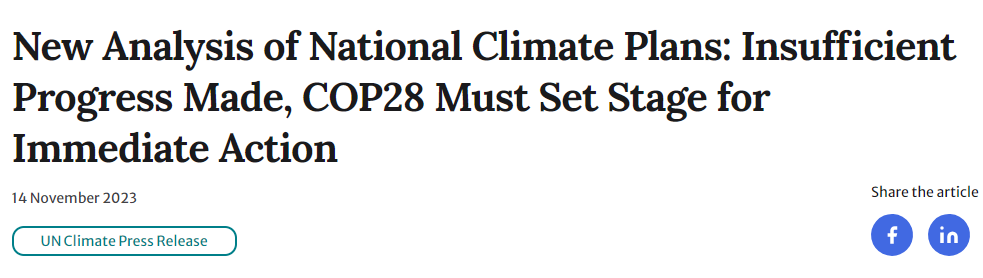 New Analysis of National Climate Plans: Insufficient
Progress Made, COP28 Must Set Stage for
Immediate Action
14 November 2023
Share the article
UN Climate Press Release
f
in